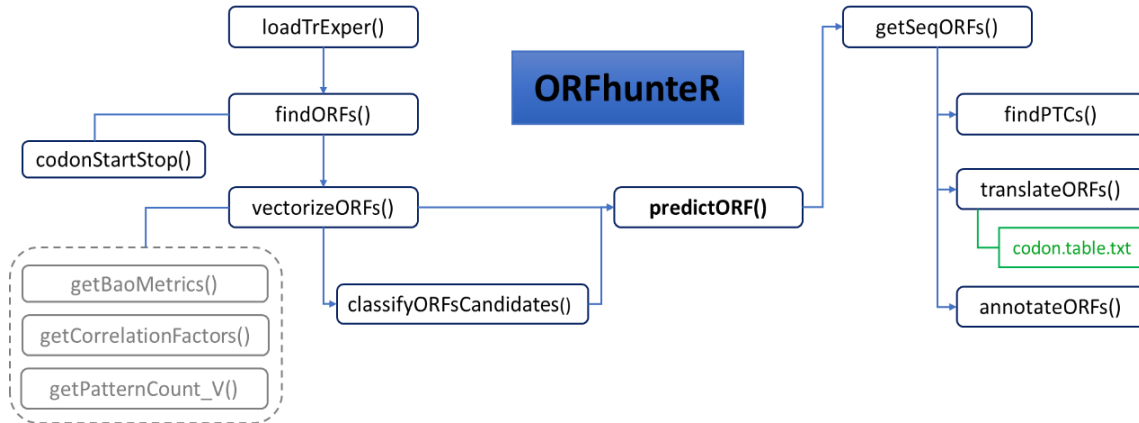 loadTrExper()
getSeqORFs()
ORFhunteR
findORFs()
findPTCs()
codonStartStop()
translateORFs()
vectorizeORFs()
predictORF()
codon.table.txt
getBaoMetrics()
classifyORFsCandidates()
annotateORFs()
getCorrelationFactors()
getPatternCount_V()